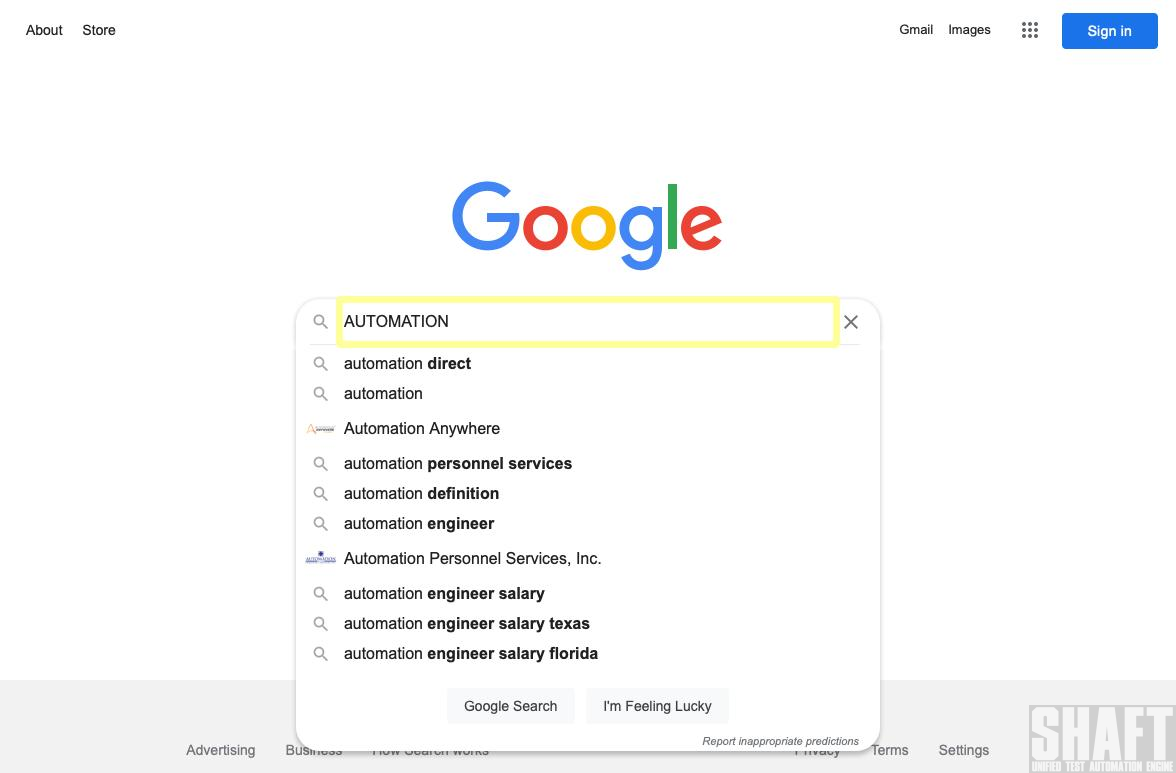 About Store
Gmail Images
Sign in
Google
AUTOMATION
automation direct
automation
Automation Anywhere
automation personnel services
automation definition
automation engineer
Automation Personnel Services, Inc.
automation engineer salary
automation engineer salary texas
automation engineer salary florida
Google Search I'm Feeling Lucky
Report inappropriate predictions
Advertising Business How Search works Privacy Terms Settings
SHAFT
UNIFIED TEST AUTOMATION ENGINE